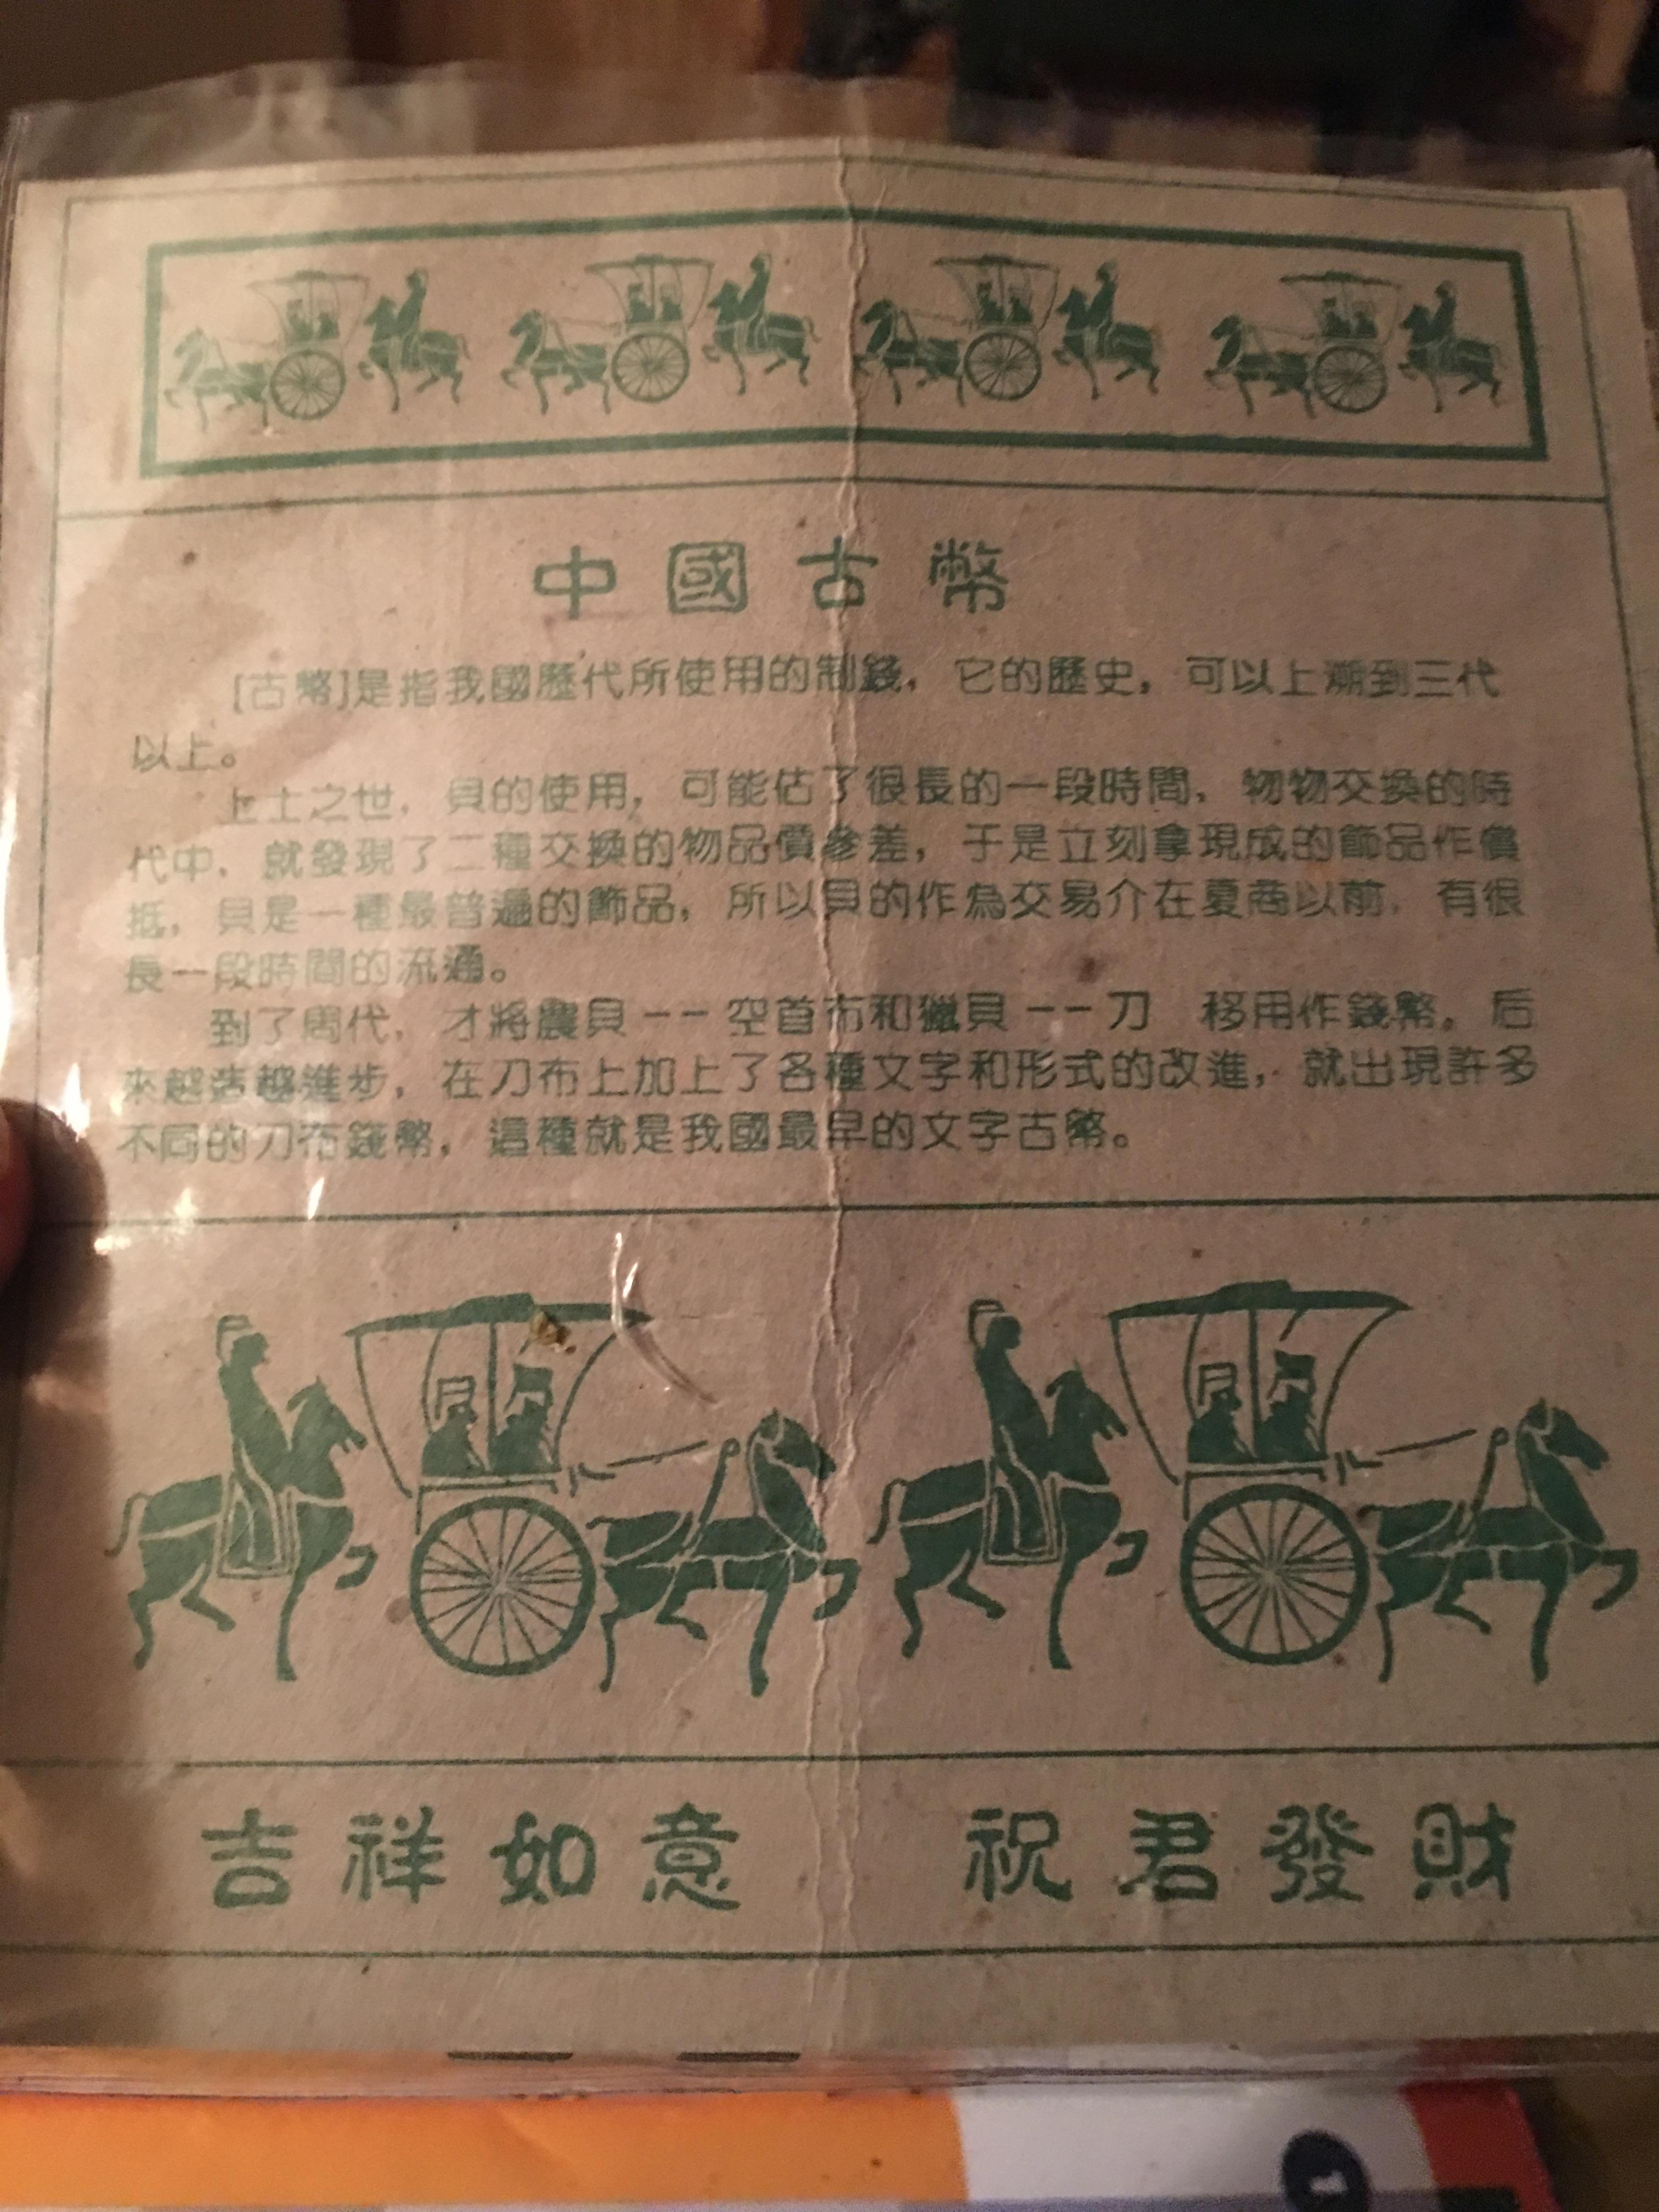 中國古幣
[古幣]是指我國歷代所使用的制錢，它的歷史，可以上溯到三代
以上。
上土之世，貝的使用，可能估了很長的一段時間，物物交換的時
代中，就發現了二種交換的物品價參差，于是立刻拿現成的飾品作償
抵，貝是一種最普遍的飾品，所以貝的作為交易介在夏商以前，有很
長一段時間的流通。
到了周代，才將農貝－－空首布和獵貝－－刀　移用作錢幣。后
來越造越進步，在刀布上加上了各種文字和形式的改進，就出現許多
不同的刀布錢幣，這種就是我國最早的文字古幣。
吉祥如意 祝君發財
1